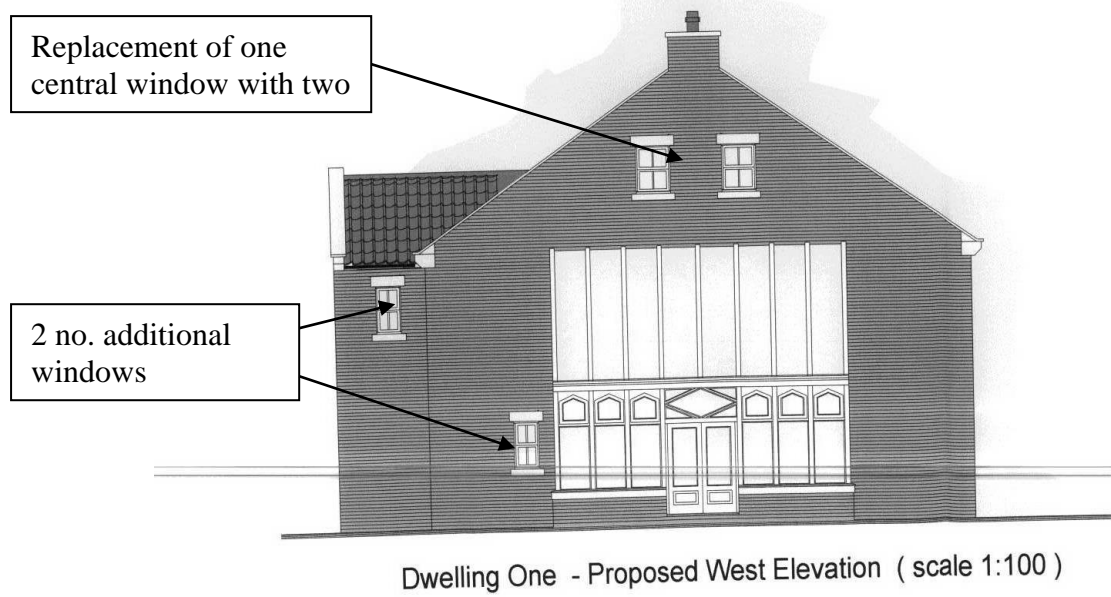 Replacement of one
central window with two
2 no. additional
windows
Dwelling One - Proposed West Elevation ( scale 1:100 )